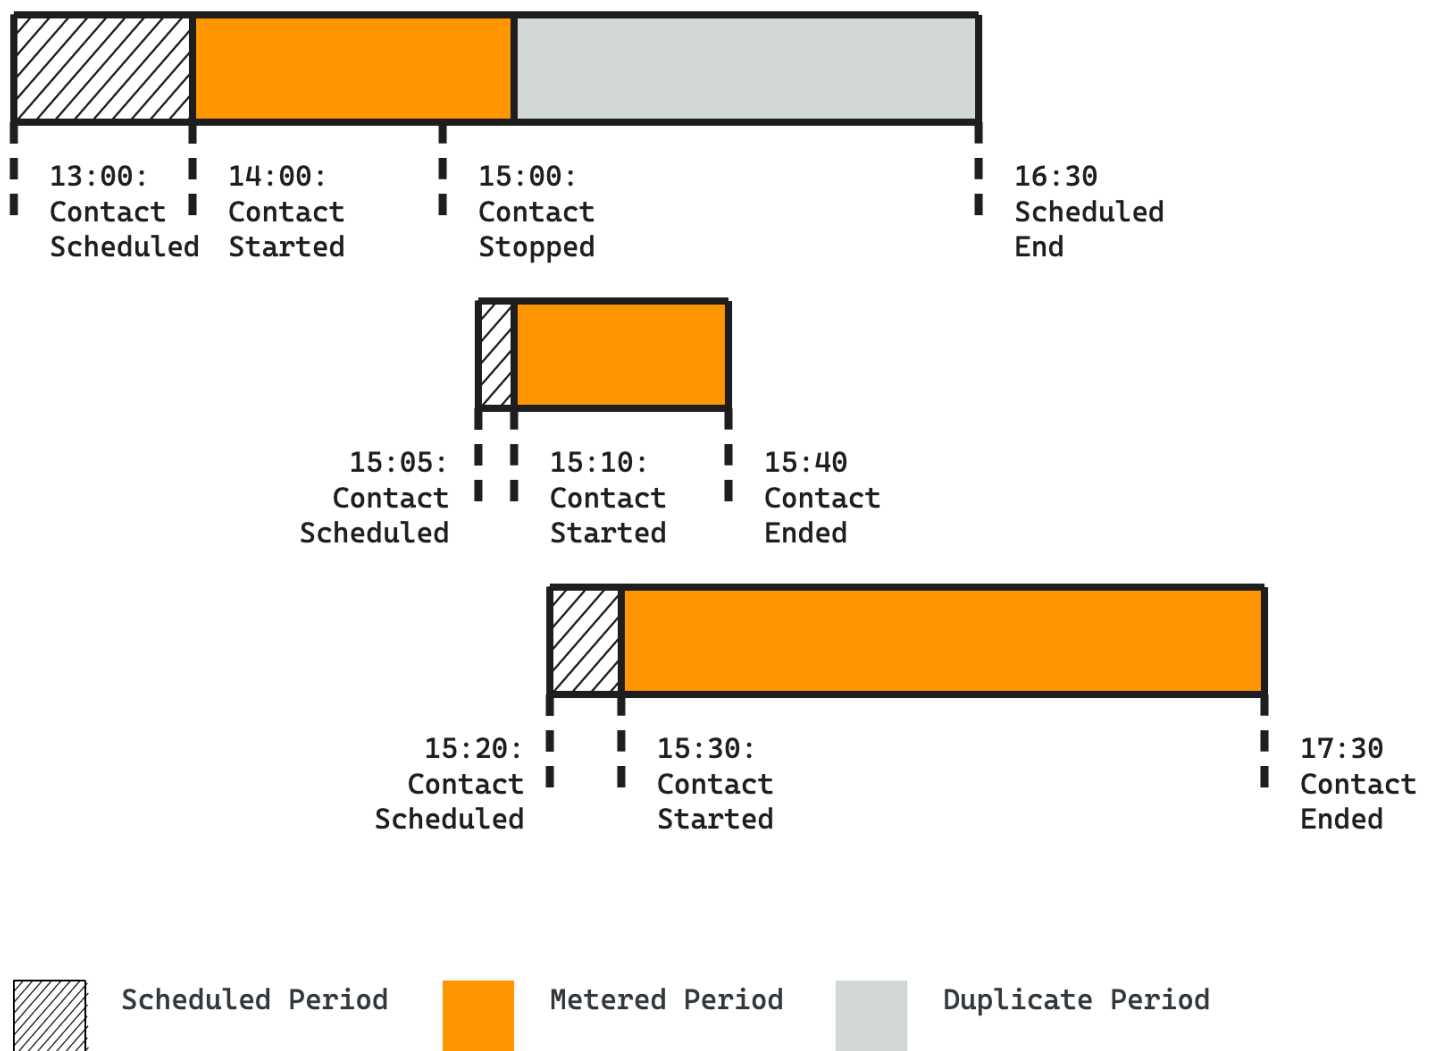 13:00:
Contact
Scheduled
14:00:
Contact
Started
15:00:
Contact
Stopped
16:30
Scheduled
End
15:05:
Contact
Scheduled
15:10:
Contact
Started
15:40
Contact
Ended
15:20:
Contact
Scheduled
15:30:
Contact
Started
17:30
Contact
Ended
Scheduled Period
Metered Period
Duplicate Period